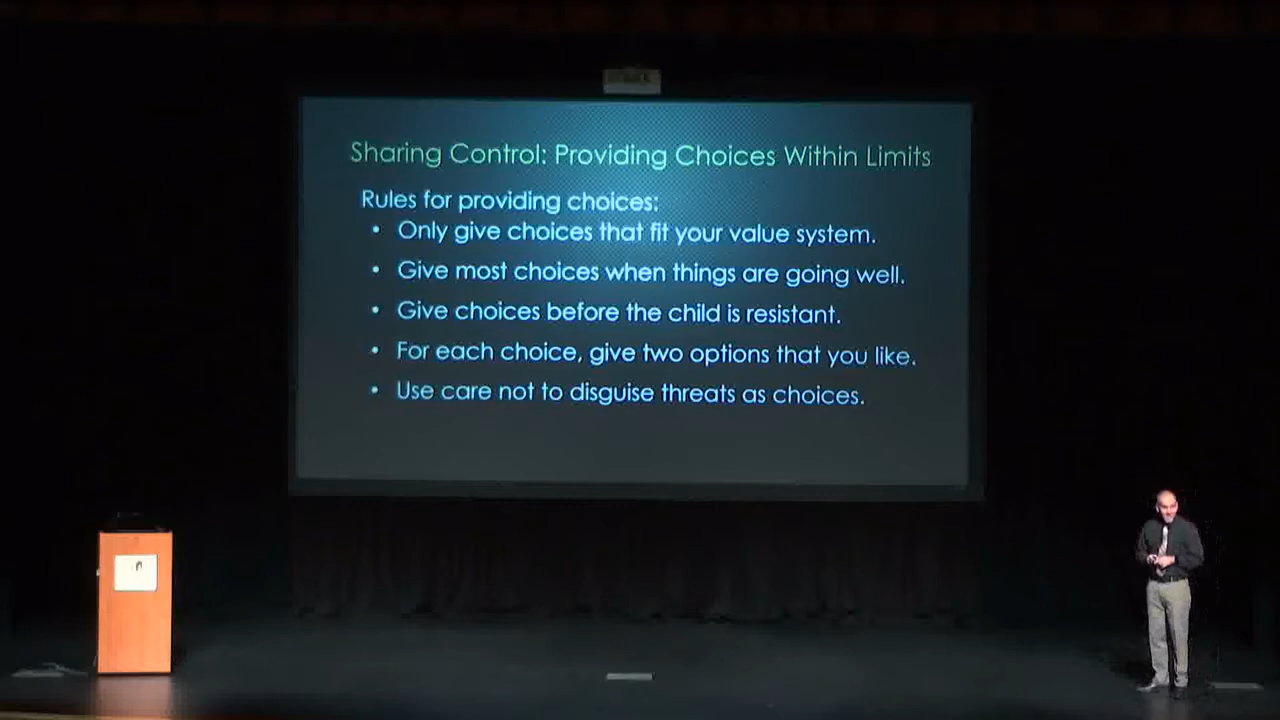 Sharing Control: Providing Choices Within Limits
Rules for providing choices:
• Only give choices that fit your value system.
• Give most choices when things are going well.
• Give choices before the child is resistant.
• For each choice, give two options that you like.
• Use care not to disguise threats as choices.